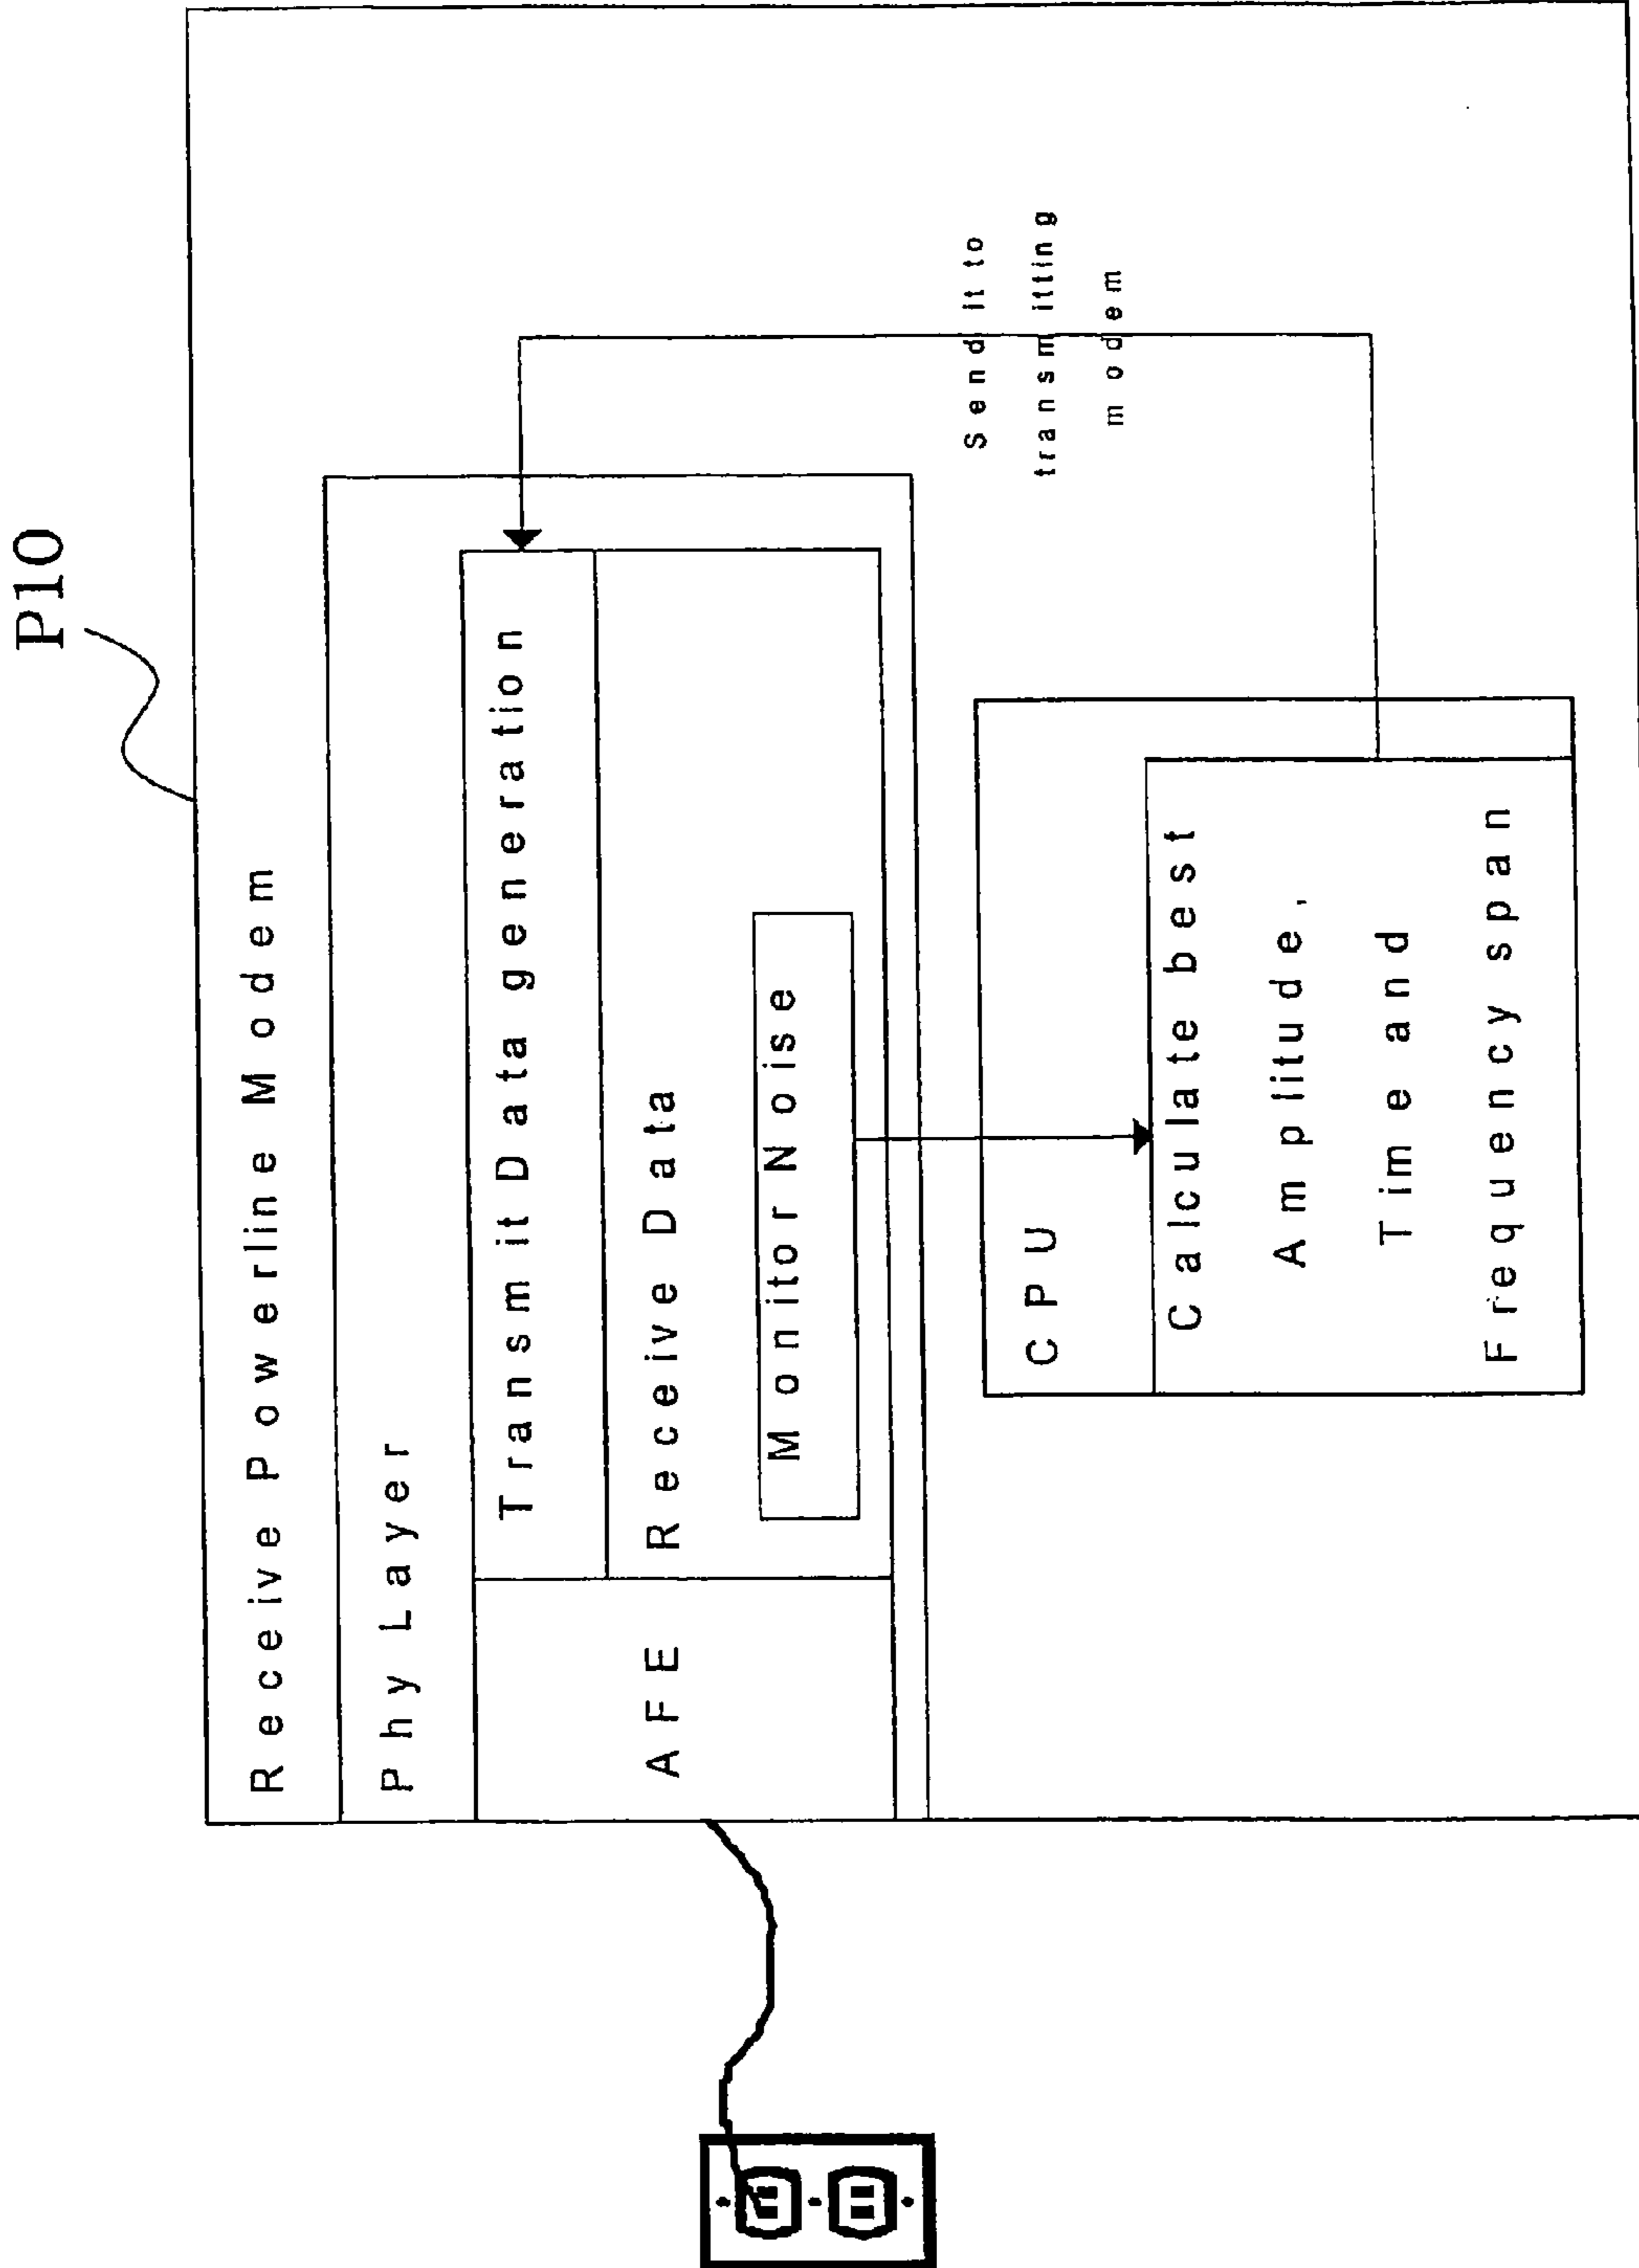 P10
Receive Powerline Modem
Phy Layer
Transmit Data generation
AFE
Receive Data
Monitor Noise
Send it to
transmitting
modem
CPU
Calculate best
Amplitude,
Time and
Frequency span